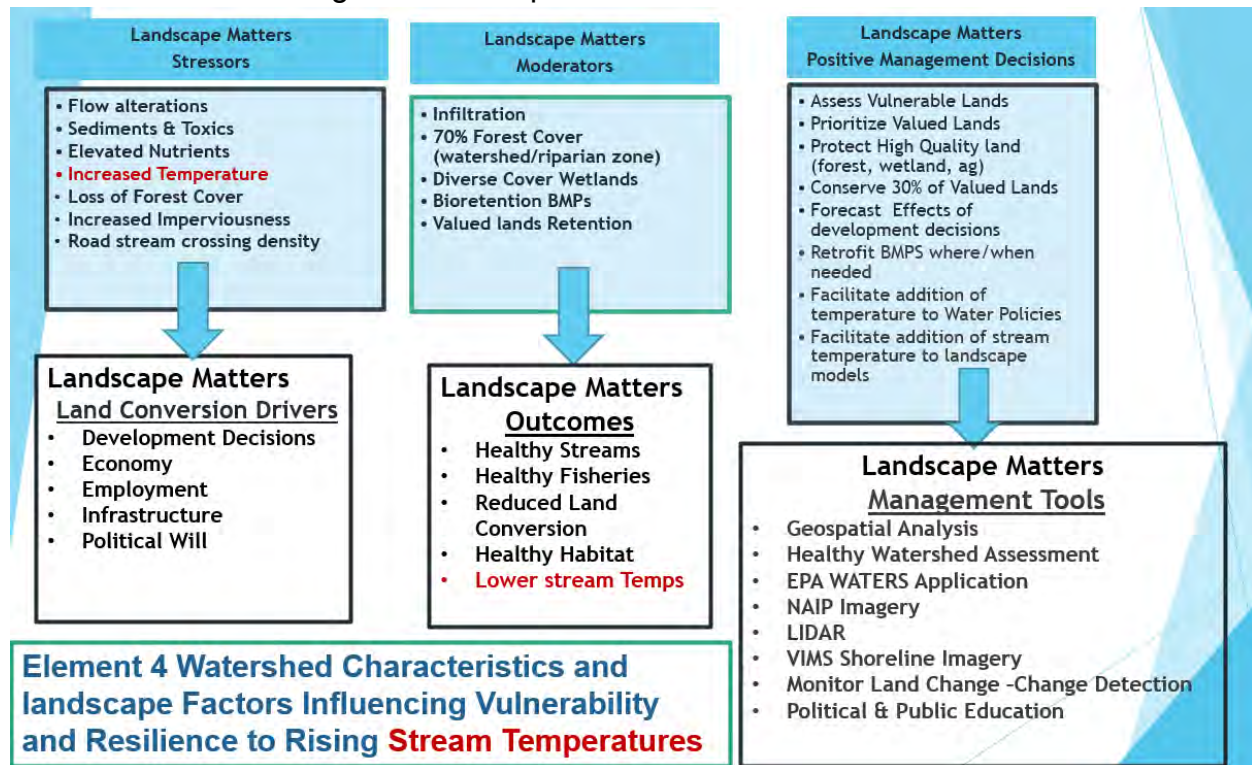 Landscape Matters
Stressors
• Flow alterations
• Sediments & Toxics
• Elevated Nutrients
• Increased Temperature
• Loss of Forest Cover
• Increased Imperviousness
• Road stream crossing density
Landscape Matters
Land Conversion Drivers
• Development Decisions
• Economy
• Employment
• Infrastructure
• Political Will
Landscape Matters
Moderators
• Infiltration
• 70% Forest Cover
(watershed/riparian zone)
• Diverse Cover Wetlands
• Bioretention BMPs
• Valued lands Retention
Landscape Matters
Outcomes
• Healthy Streams
• Healthy Fisheries
• Reduced Land
Conversion
• Healthy Habitat
• Lower stream Temps
Landscape Matters
Positive Management Decisions
• Assess Vulnerable Lands
• Prioritize Valued Lands
• Protect High Quality land
(forest, wetland, ag)
• Conserve 30% of Valued Lands
• Forecast Effects of
development decisions
• Retrofit BMPS where/when
needed
• Facilitate addition of
temperature to Water Policies
• Facilitate addition of stream
temperature to landscape
models
Landscape Matters
Management Tools
• Geospatial Analysis
• Healthy Watershed Assessment
• EPA WATERS Application
• NAIP Imagery
• LIDAR
• VIMS Shoreline Imagery
• Monitor Land Change -Change Detection
• Political & Public Education
Element 4 Watershed Characteristics and
landscape Factors Influencing Vulnerability
and Resilience to Rising Stream Temperatures